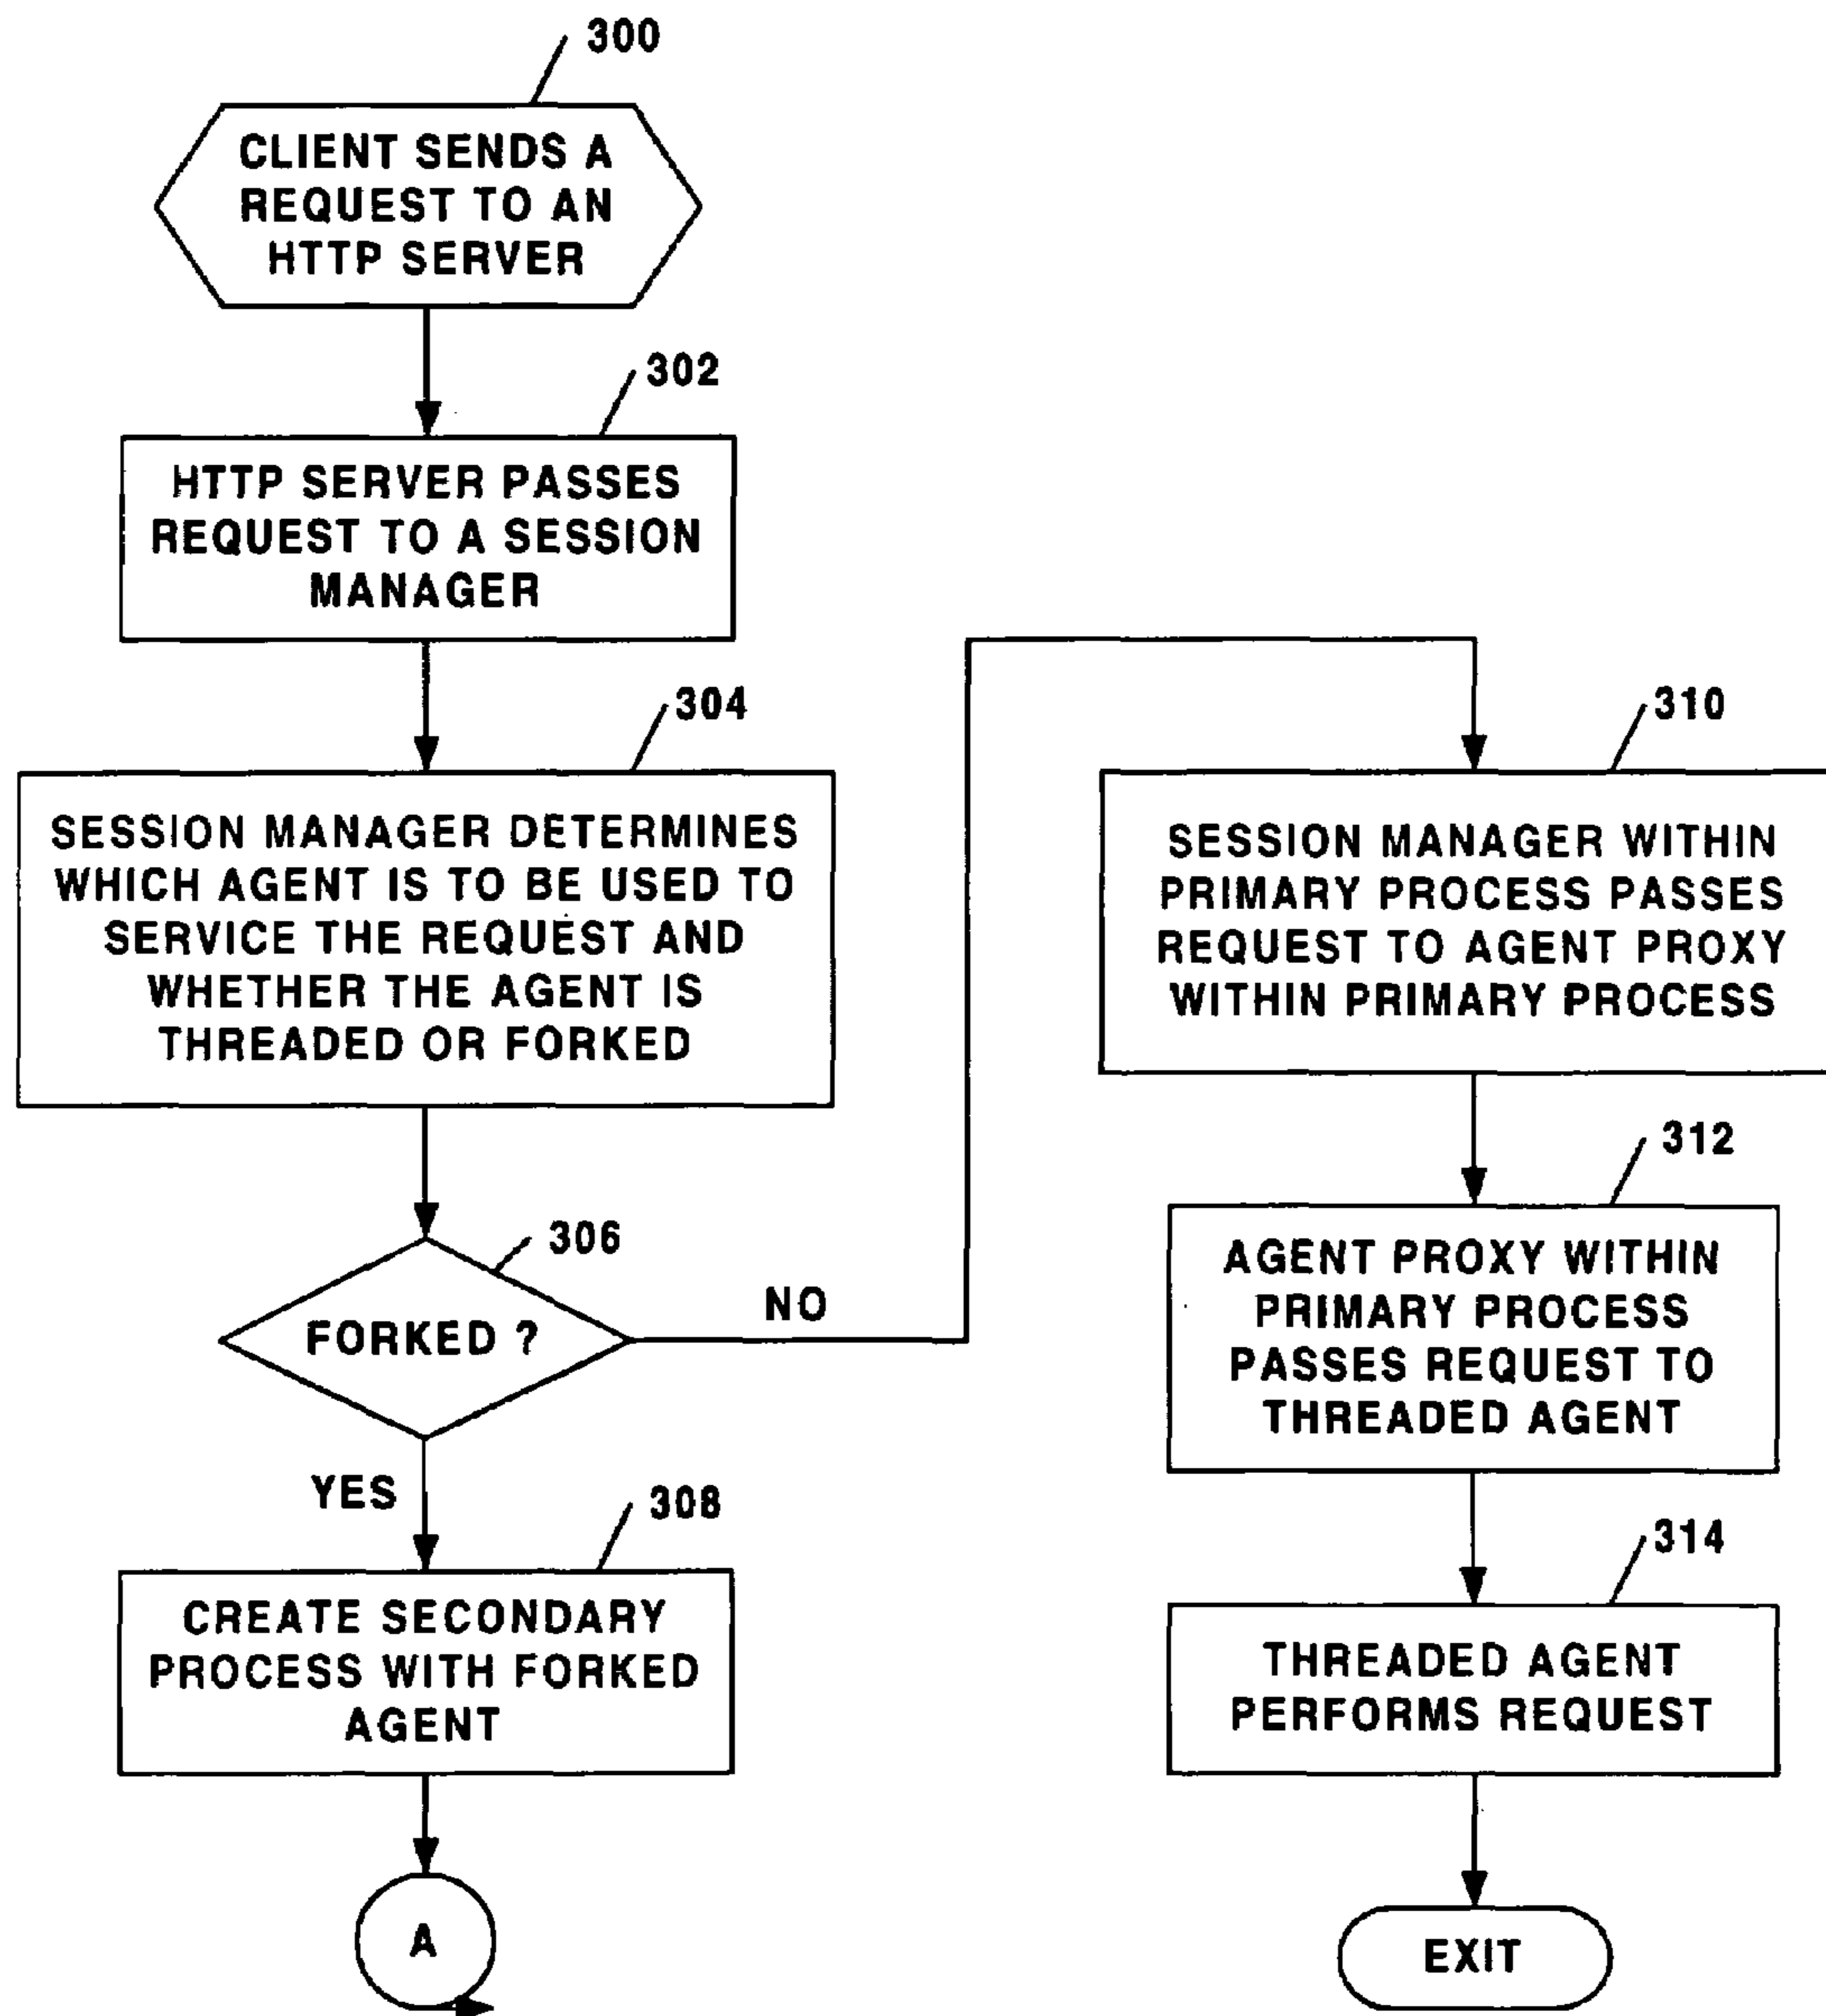 300
CLIENT SENDS A
REQUEST TO AN
HTTP SERVER
302
HTTP SERVER PASSES
REQUEST TO A SESSION
MANAGER
304
SESSION MANAGER DETERMINES
WHICH AGENT IS TO BE USED TO
SERVICE THE REQUEST AND
WHETHER THE AGENT IS
THREADED OR FORKED
306
FORKED ?
NO
YES
308
CREATE SECONDARY
PROCESS WITH FORKED
AGENT
A
310
SESSION MANAGER WITHIN
PRIMARY PROCESS PASSES
REQUEST TO AGENT PROXY
WITHIN PRIMARY PROCESS
312
AGENT PROXY WITHIN
PRIMARY PROCESS
PASSES REQUEST TO
THREADED AGENT
314
THREADED AGENT
PERFORMS REQUEST
EXIT